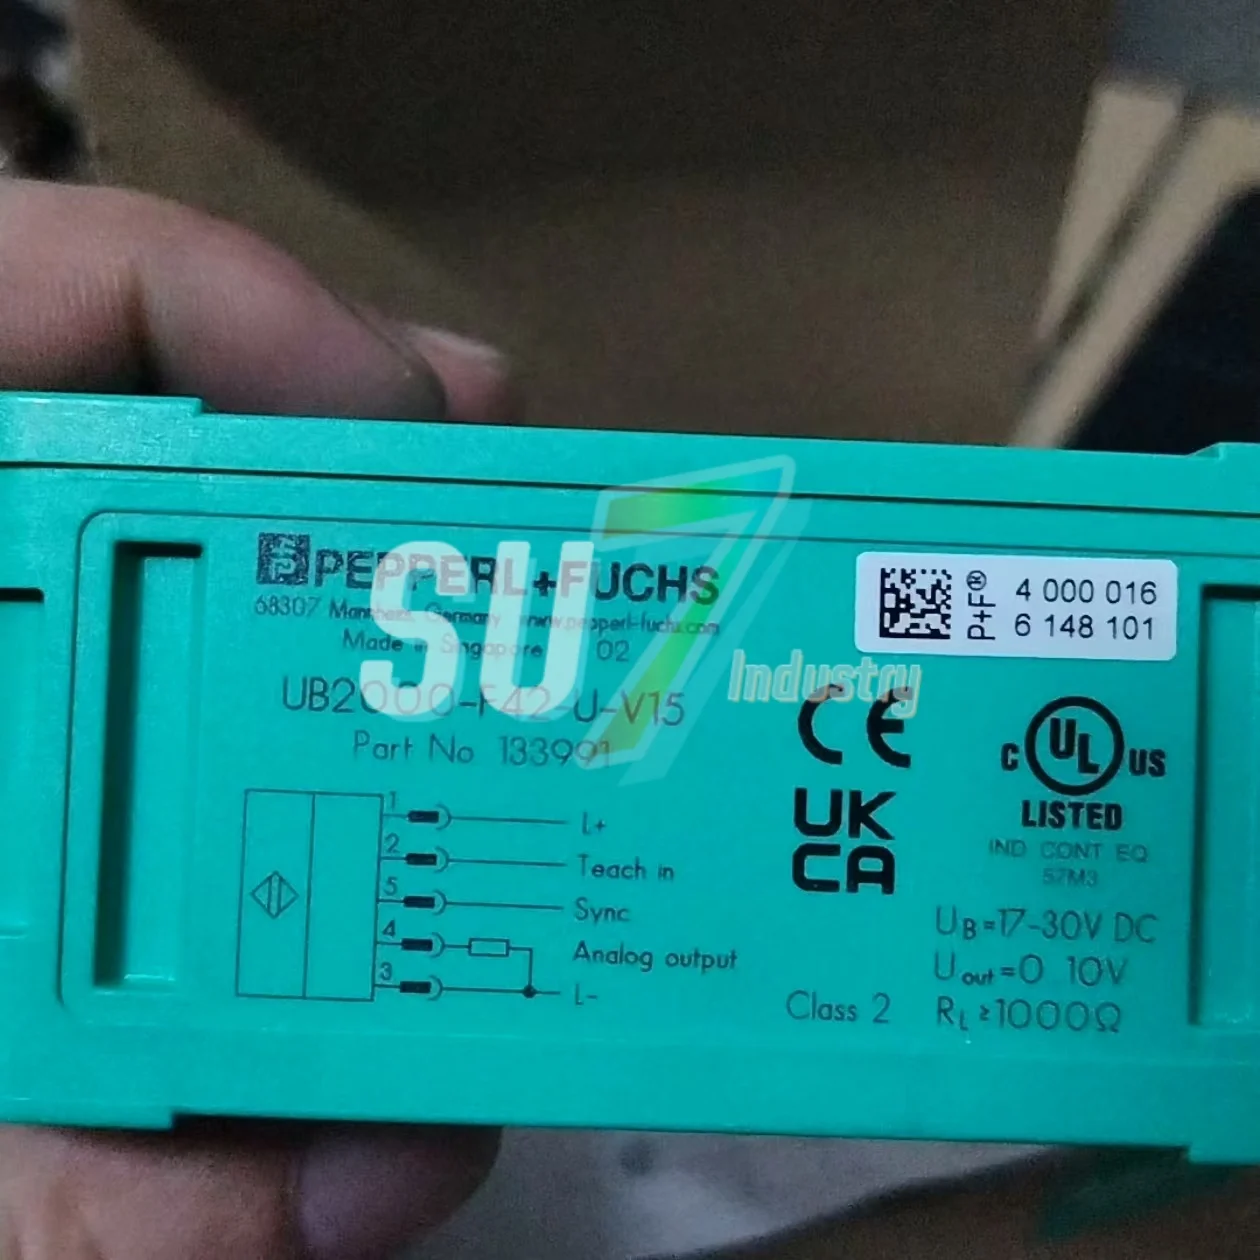 PEPPERL+FUCHS
68307 Mannheim, Germany www.pepperl-fuchs.com
Made in Singapore 02
UB2000-F42-U-V15
Part No 133991
SU7
Industry
P+F® 4 000 016
6 148 101
CE
UK
CA
C UL US
LISTED
IND CONT EQ
57M3
1 L+
2 Teach in
5 Sync
4 Analog output
3 L-
Class 2
UB=17-30V DC
Uout=0 10V
RL≥1000Ω